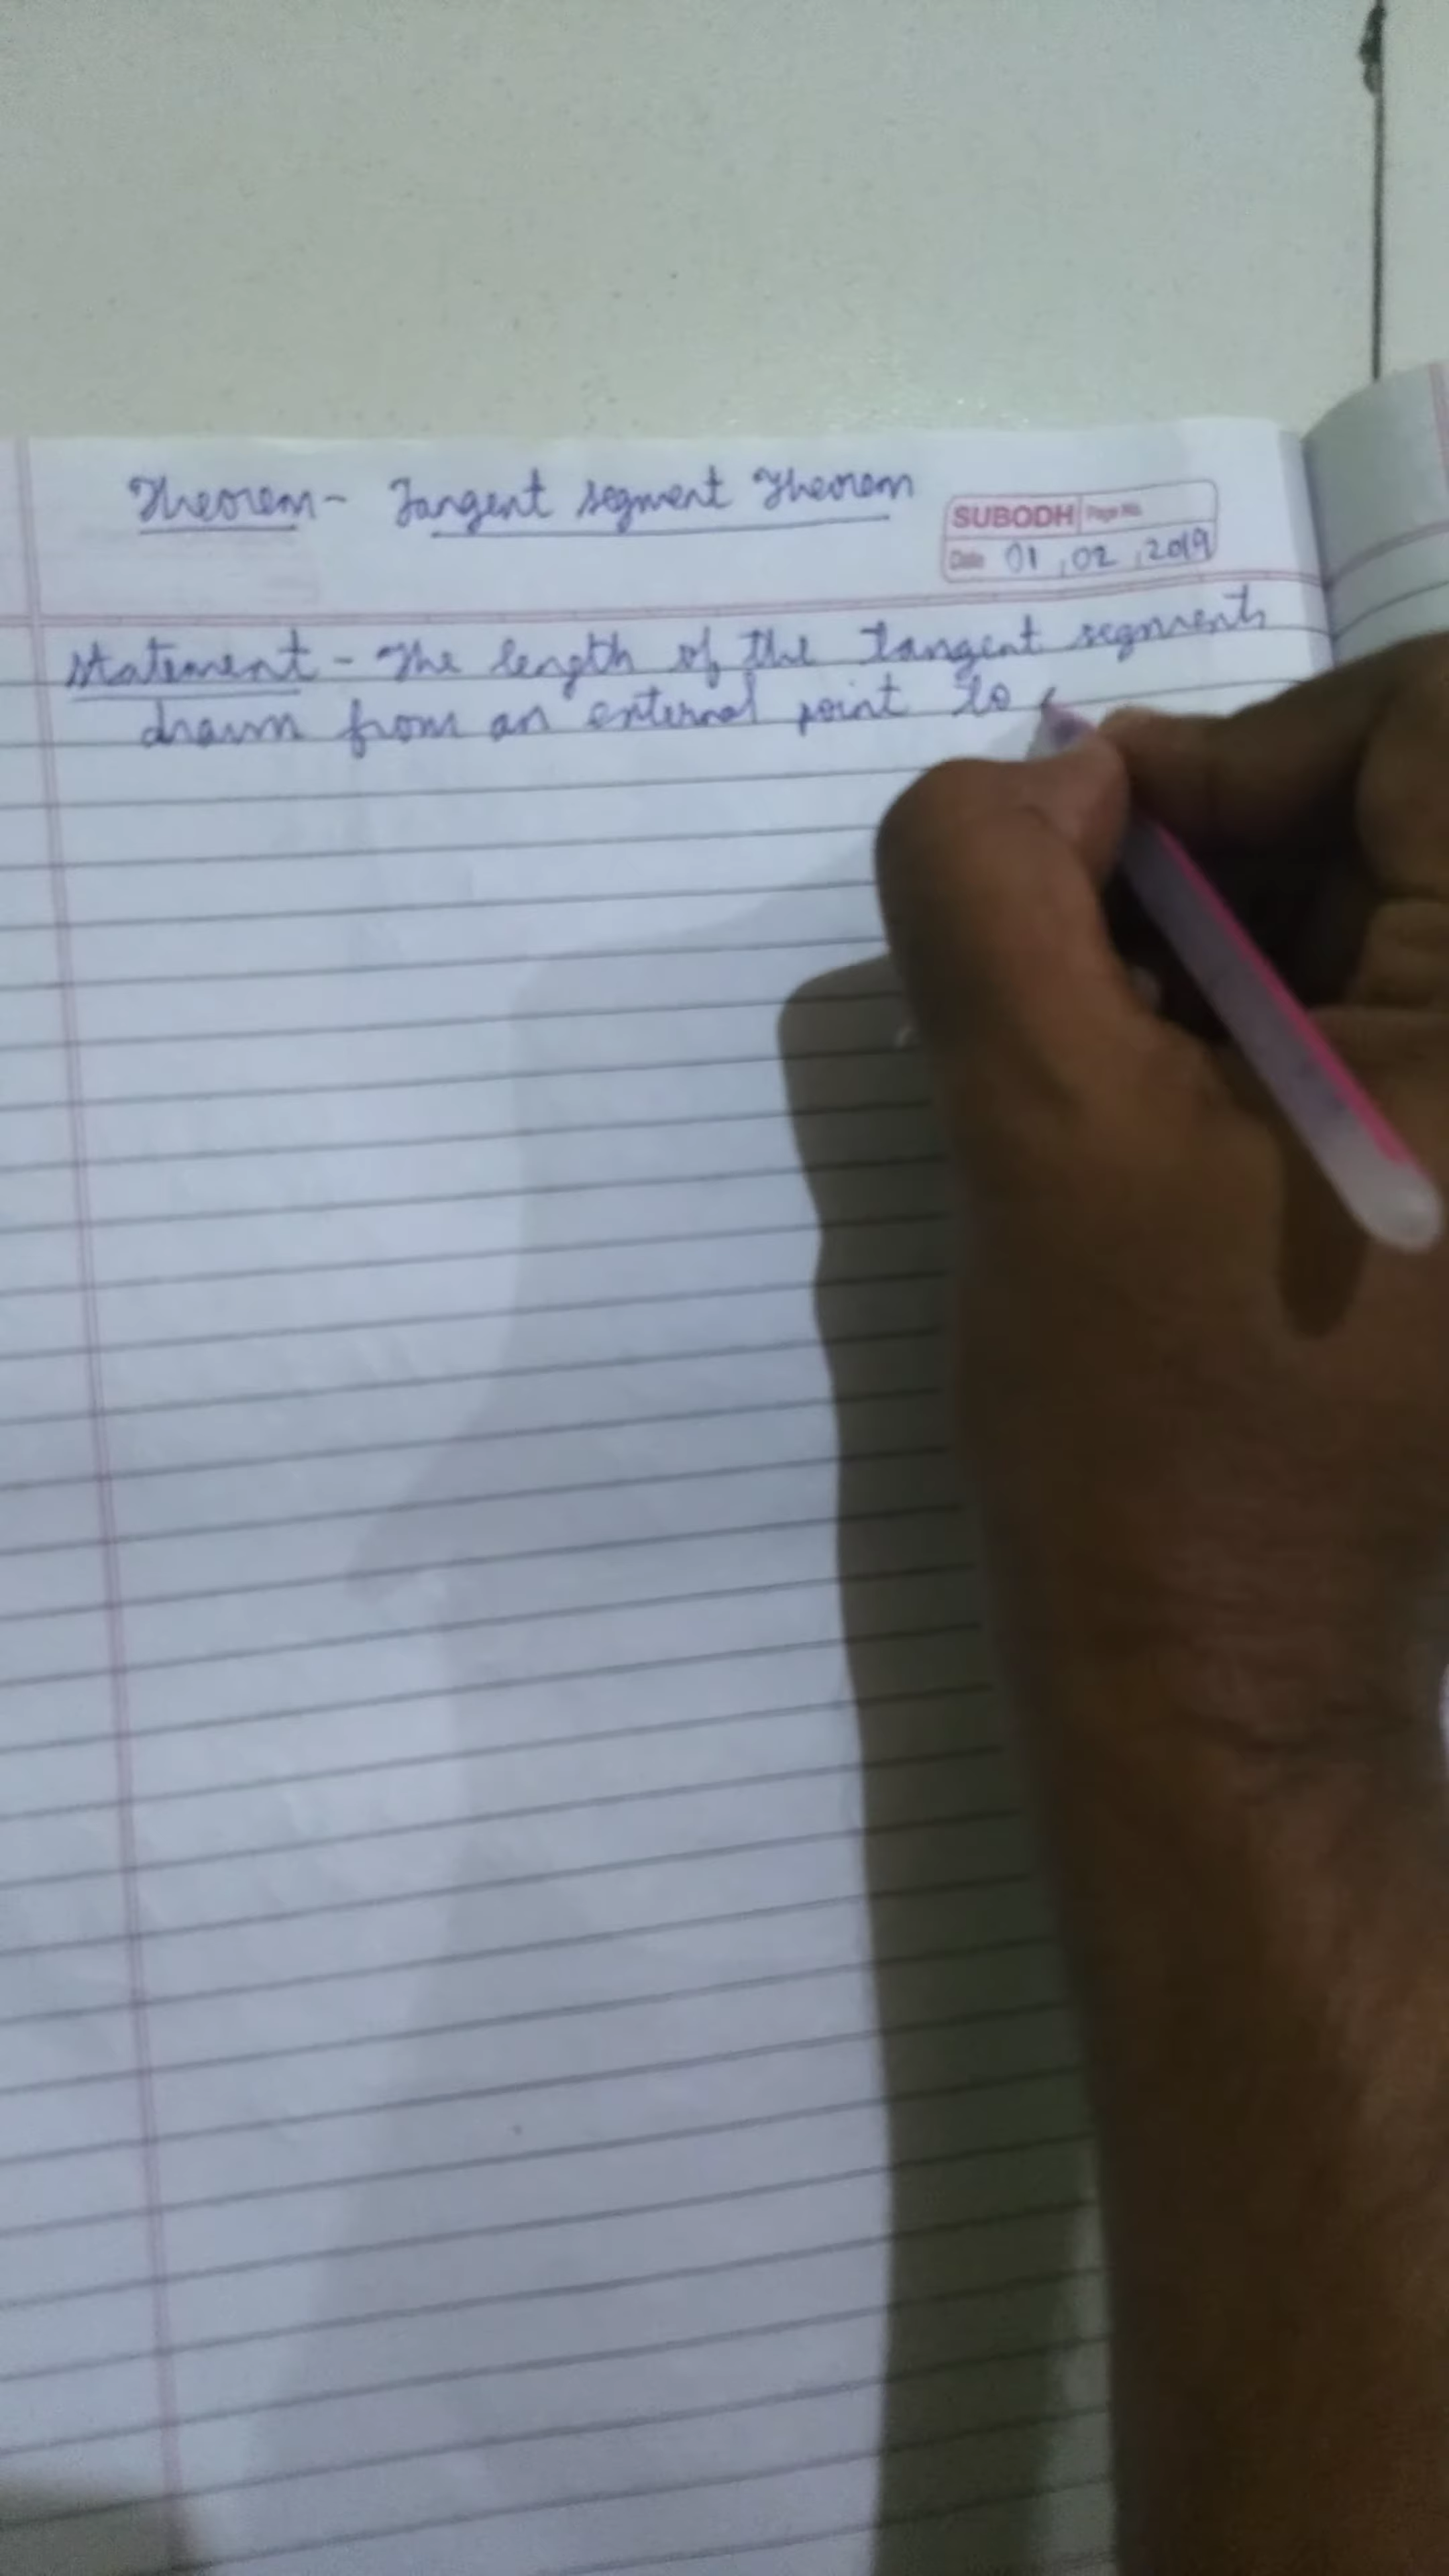 Theorem - Tangent segment Theorem
SUBODH Page No.
Date 01, 02, 2019
Statement - The length of the tangent segments
drawn from an external point to